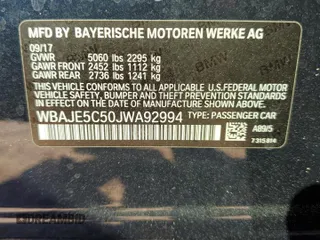 MFD BY BAYERISCHE MOTOREN WERKE AG
09/17
GVWR 5060 lbs 2295 kg
GAWR FRONT 2452 lbs 1112 kg
GAWR REAR 2736 lbs 1241 kg
THIS VEHICLE CONFORMS TO ALL APPLICABLE FEDERAL MOTOR
VEHICLE SAFETY, BUMPER, AND THEFT PREVENTION STANDARDS
IN EFFECT ON THE DATE OF MANUFACTURE SHOWN ABOVE.
WBAJE5C50JWA92994
TYPE: PASSENGER CAR
A89/5
7315814
DREAMBID